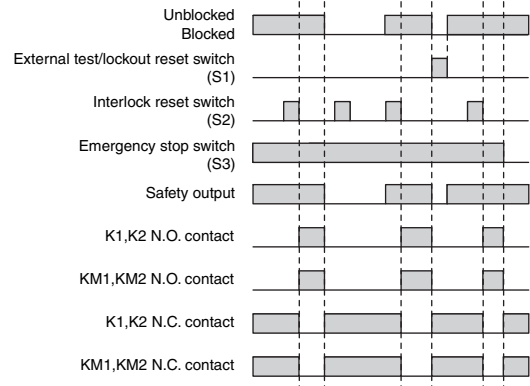 Unblocked
Blocked
External test/lockout reset switch
(S1)
Interlock reset switch
(S2)
Emergency stop switch
(S3)
Safety output
K1,K2 N.O. contact
KM1,KM2 N.O. contact
K1,K2 N.C. contact
KM1,KM2 N.C. contact